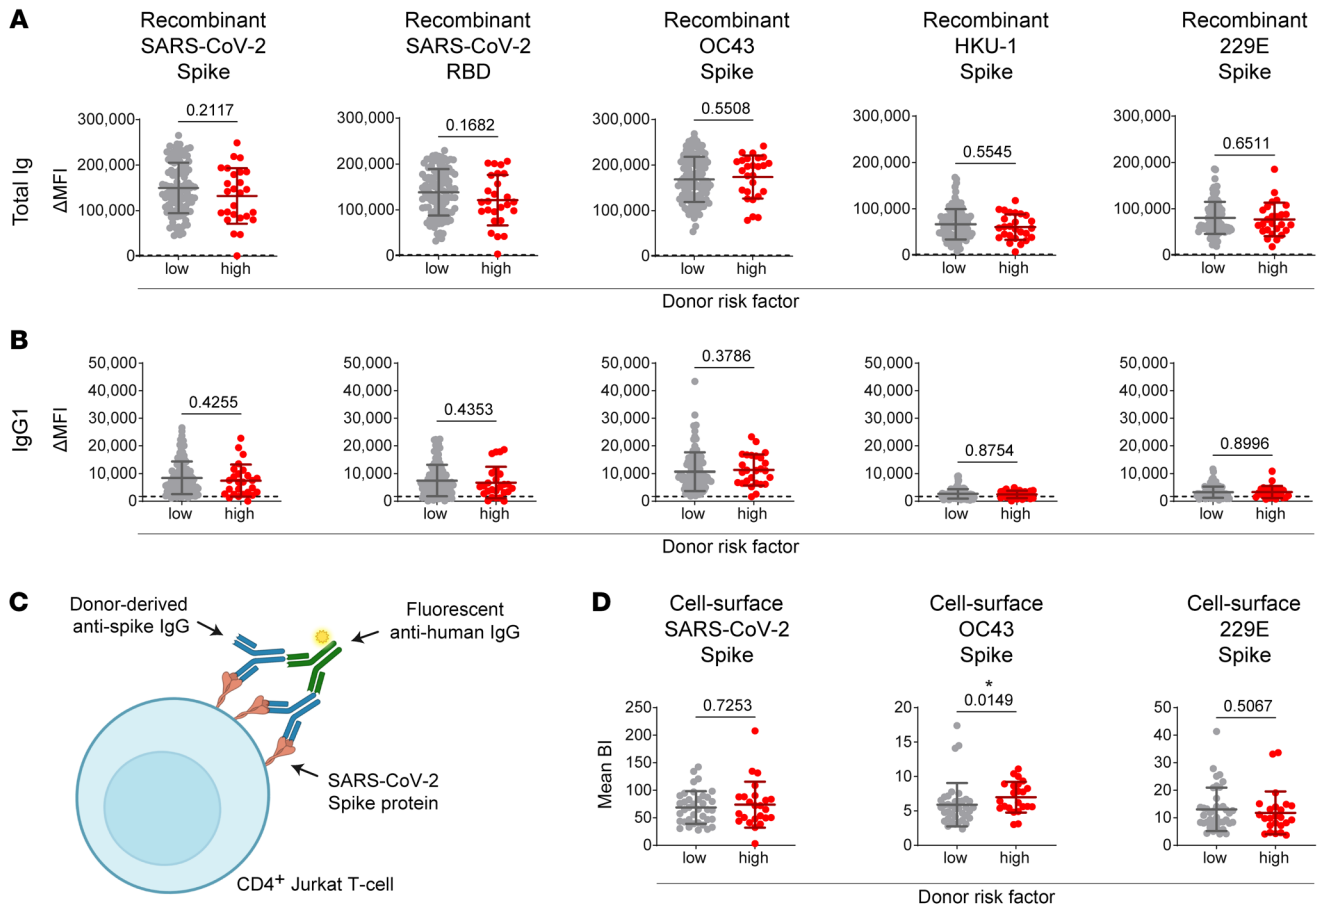 A
Recombinant
SARS-CoV-2
Spike
Recombinant
SARS-CoV-2
RBD
Recombinant
OC43
Spike
Recombinant
HKU-1
Spike
Recombinant
229E
Spike
Total Ig
ΔMFI
300,000
200,000
100,000
0
0.2117
low
high
300,000
200,000
100,000
0
0.1682
low
high
300,000
200,000
100,000
0
0.5508
low
high
300,000
200,000
100,000
0
0.5545
low
high
300,000
200,000
100,000
0
0.6511
low
high
Donor risk factor
B
IgG1
ΔMFI
50,000
40,000
30,000
20,000
10,000
0
0.4255
low
high
50,000
40,000
30,000
20,000
10,000
0
0.4353
low
high
50,000
40,000
30,000
20,000
10,000
0
0.3786
low
high
50,000
40,000
30,000
20,000
10,000
0
0.8754
low
high
50,000
40,000
30,000
20,000
10,000
0
0.8996
low
high
Donor risk factor
C
Donor-derived
anti-spike IgG
Fluorescent
anti-human IgG
SARS-CoV-2
Spike protein
CD4+ Jurkat T-cell
D
Cell-surface
SARS-CoV-2
Spike
Cell-surface
OC43
Spike
Cell-surface
229E
Spike
Mean BI
250
200
150
100
50
0
0.7253
low
high
20
15
10
5
0
*
0.0149
low
high
50
40
30
20
10
0
0.5067
low
high
Donor risk factor